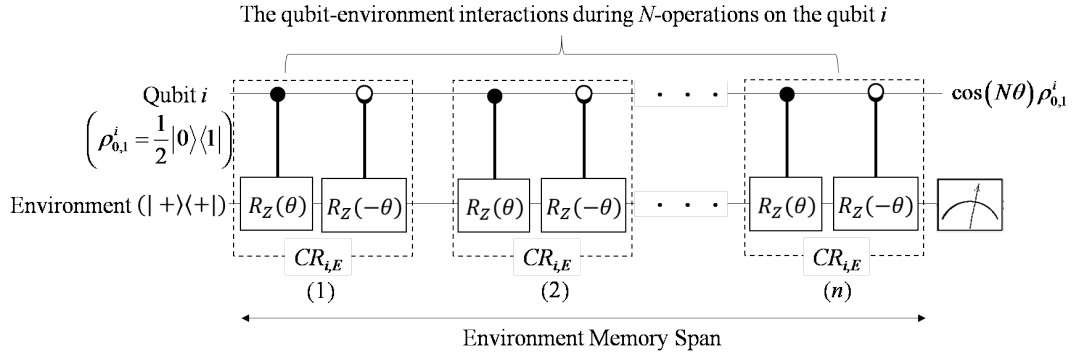 The qubit-environment interactions during N-operations on the qubit i
Qubit i
(ρ^i_{0,1} = 1/2 |0⟩⟨1|)
cos(Nθ) ρ^i_{0,1}
Environment (| +⟩⟨+|)
R_Z(θ) R_Z(−θ) R_Z(θ) R_Z(−θ) R_Z(θ) R_Z(−θ)
CR_{i,E} CR_{i,E} CR_{i,E}
(1) (2) (n)
Environment Memory Span